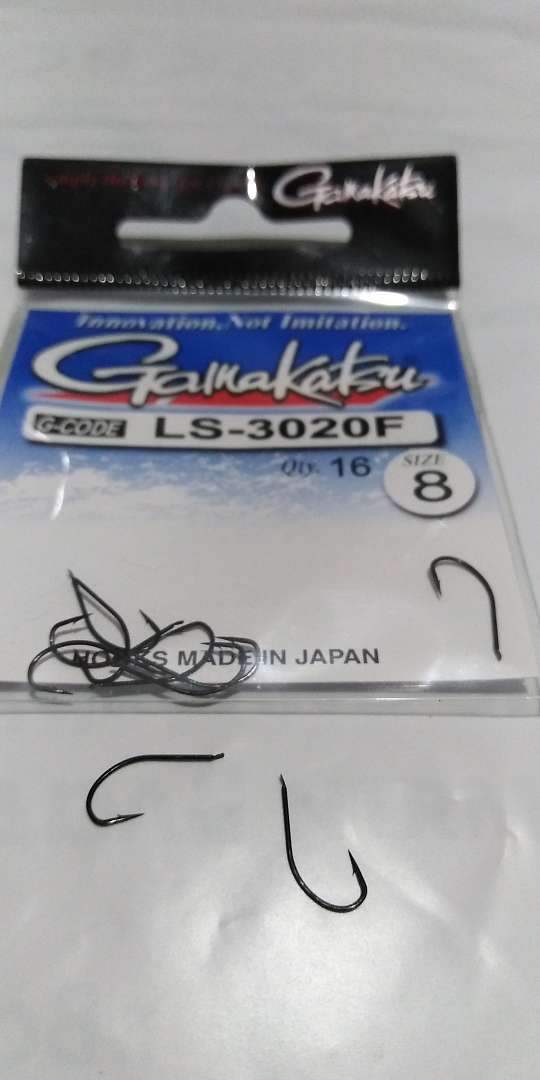 Gamakatsu
Innovation, Not Imitation.
Gamakatsu
G-CODE LS-3020F
Qty. 16 SIZE
8
MADE IN JAPAN